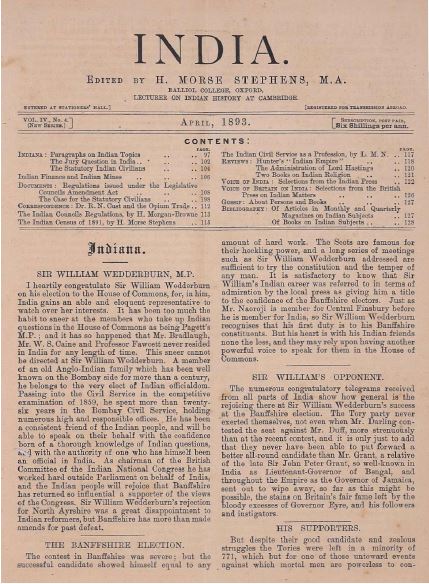 INDIA.
EDITED BY H. MORSE STEPHENS, M.A.
BALLIOL COLLEGE, OXFORD,
LECTURER ON INDIAN HISTORY AT CAMBRIDGE.
ENTERED AT STATIONERS' HALL.]
[REGISTERED FOR TRANSMISSION ABROAD.
VOL. IV., No. 4.
(NEW SERIES.)
APRIL, 1893.
SUBSCRIPTION, POST PAID,
Six Shillings per ann.
CONTENTS:
PAGE.
INDIANA: Paragraphs on Indian Topics .. .. 97
The Jury Question in India .. .. .. 102
The Statutory Civilians .. .. .. 104
Indian Finance and Indian Misery .. .. .. 106
DOCUMENTS: Regulations issued under the Legislative
Councils Amendment Act .. .. .. 108
The Case for the Statutory Civilians .. .. 108
CORRESPONDENCE: Dr. R. N. Cust and the Opium Trade .. 112
The Indian Councils Regulations, by H. Morgan-Browne 113
The Indian Census of 1891, by H. Morse Stephens .. 114
PAGE.
The Indian Civil Service as a Profession, by L. M. N. .. 117
REVIEWS: Hunter's "Indian Empire" .. .. 118
The Administration of Lord Hastings .. .. 120
Two Books on Indian Religion .. .. .. 121
VOICE OF INDIA: Selections from the Indian Press .. 122
VOICE OF BRITAIN ON INDIA: Selections from the British
Press on Indian Matters .. .. .. 126
GOSSIP: About Persons and Books .. .. .. 127
BIBLIOGRAPHY: Of Articles in Monthly and Quarterly
Magazines on Indian Subjects .. .. 127
Of Books on Indian Subjects .. .. .. 128
Indiana.
SIR WILLIAM WEDDERBURN, M.P.
I heartily congratulate Sir William Wedderburn
on his election to the House of Commons, for, in him,
India gains an able and eloquent representative to
watch over her interests. It has been too much the
habit to sneer at the members who take up Indian
questions in the House of Commons as being Pagett's
M.P.; and it has so happened that Mr. Bradlaugh,
Mr. W. S. Caine and Professor Fawcett never resided
in India for any length of time. This sneer cannot
be directed at Sir William Wedderburn. A member
of an old Anglo-Indian family which has been well
known on the Bombay side for more than a century,
he belongs to the very elect of Indian officialdom.
Passing into the Civil Service in the competitive
examination of 1859, he spent more than twenty-
six years in the Bombay Civil Service, holding
numerous high and responsible offices. He has been
a consistent friend of the Indian people, and will be
able to speak on their behalf with the confidence
born of a thorough knowledge of Indian questions,
and with the authority of one who has himself been
an official in India. As chairman of the British
Committee of the Indian National Congress he has
worked hard outside Parliament on behalf of India,
and the Indian people will rejoice that Banffshire
has returned so influential a supporter of the views
of the Congress. Sir William Wedderburn's rejection
for North Ayrshire was a great disappointment to
Indian reformers, but Banffshire has more than made
amends for past defeat.
THE BANFFSHIRE ELECTION.
The contest in Banffshire was severe; but the
successful candidate showed himself equal to any
amount of hard work. The Scots are famous for
their hecklιng power, and a long series of meetings
such as Sir William Wedderburn addressed are
sufficient to try the constitution and the temper of
any man. It is satisfactory to know that Sir
William's Indian career was referred to in terms of
admiration by the local press as giving him a title
to the confidence of the Banffshire electors. Just as
Mr. Naoroji is member for Central Finsbury before
he is member for India, so Sir William Wedderburn
recognises that his first duty is to his Banffshire
constituents. But his heart is with his Indian friends
none the less, and they may rely upon having another
powerful voice to speak for them in the House of
Commons.
SIR WILLIAM'S OPPONENT.
The numerous congratulatory telegrams received
from all parts of India show how general is the
rejoicing there at Sir William Wedderburn's success
at the Banffshire election. The Tory party never
exerted themselves, not even when Mr. Darling con-
tested the seat against Mr. Duff, more strenuously
than at the recent contest, and it is only just to add
that they never have been able to put forward a
better all round candidate than Mr. Grant, a relative
of the late Sir John Peter Grant, so well-known in
India as Lieutenant-Governor of Bengal, and
throughout the Empire as the Governor of Jamaica,
sent out to wipe away, so far as this might be
possible, the stains on Britain's fair fame left by the
bloody excesses of Governor Eyre, and his followers
and instigators.
HIS SUPPORTERS.
But despite their good candidate and zealous
struggles the Tories were left in a minority of
771, which but for one of those untoward events
against which mortal men are powerless to con-